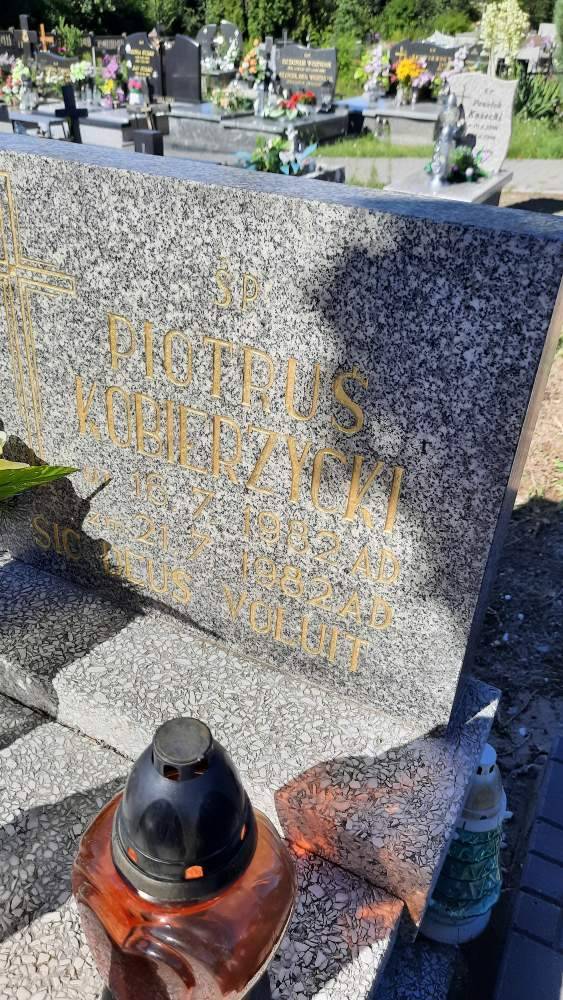 ŚP
PIOTRUŚ
KOBIERZYCKI
16.7 1982 AD
21.7 1982 AD
SIC DEUS VOLUIT